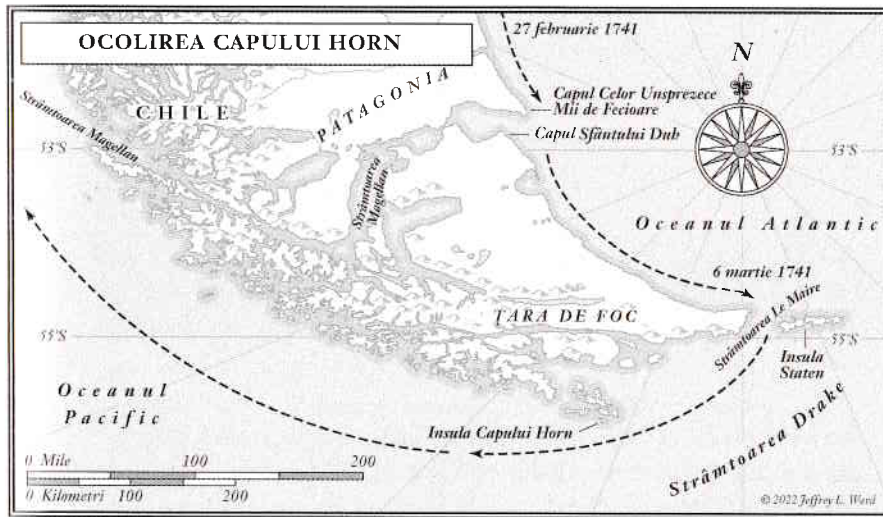 OCOLIREA CAPULUI HORN
27 februarie 1741
N
Capul Celor Unsprezece
Mii de Fecioare
Capul Sfântului Duh
CHILE
PATAGONIA
Strâmtoarea Magellan
53°S
53°S
Strâmtoarea
Magellan
Oceanul Atlantic
6 martie 1741
ȚARA DE FOC
Strâmtoarea Le Maire
55°S
55°S
Insula
Staten
Oceanul
Pacific
Insula Capului Horn
Strâmtoarea Drake
0 Mile 100 200
0 Kilometri 100 200
© 2022 Jeffrey L. Ward